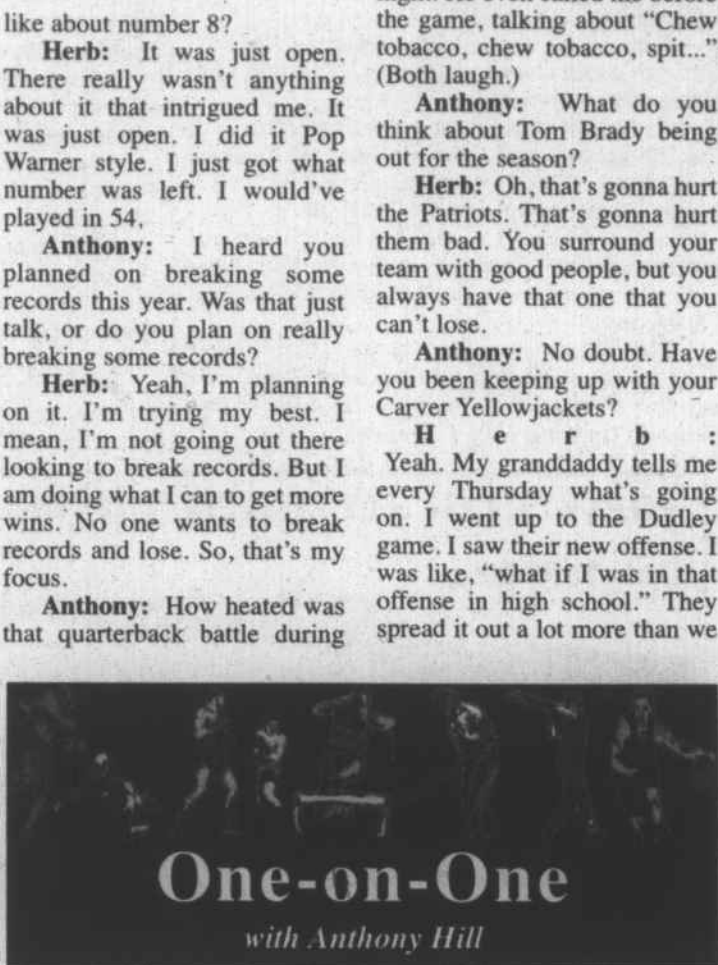 like about number 8?
Herb: It was just open.
There really wasn't anything
about it that intrigued me. It
was just open. I did it Pop
Warner style. I just got what
number was left. I would've
played in 54,
Anthony: I heard you
planned on breaking some
records this year. Was that just
talk, or do you plan on really
breaking some records?
Herb: Yeah, I'm planning
on it. I'm trying my best. I
mean, I'm not going out there
looking to break records. But I
am doing what I can to get more
wins. No one wants to break
records and lose. So, that's my
focus.
Anthony: How heated was
that quarterback battle during
the game, talking about “Chew
tobacco, chew tobacco, spit...”
(Both laugh.)
Anthony: What do you
think about Tom Brady being
out for the season?
Herb: Oh, that's gonna hurt
the Patriots. That's gonna hurt
them bad. You surround your
team with good people, but you
always have that one that you
can't lose.
Anthony: No doubt. Have
you been keeping up with your
Carver Yellowjackets?
H e r b :
Yeah. My granddaddy tells me
every Thursday what's going
on. I went up to the Dudley
game. I saw their new offense. I
was like, “what if I was in that
offense in high school.” They
spread it out a lot more than we
One-on-One
with Anthony Hill